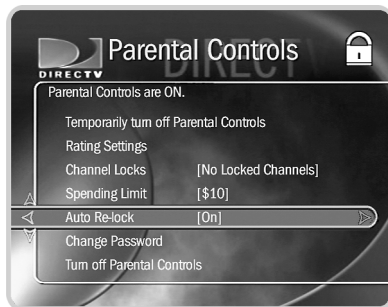 DIRECT
Parental Controls
DIRECTV
Parental Controls are ON.
Temporarily turn off Parental Controls
Rating Settings
Channel Locks [No Locked Channels]
Spending Limit [$10]
Auto Re-lock [On]
Change Password
Turn off Parental Controls